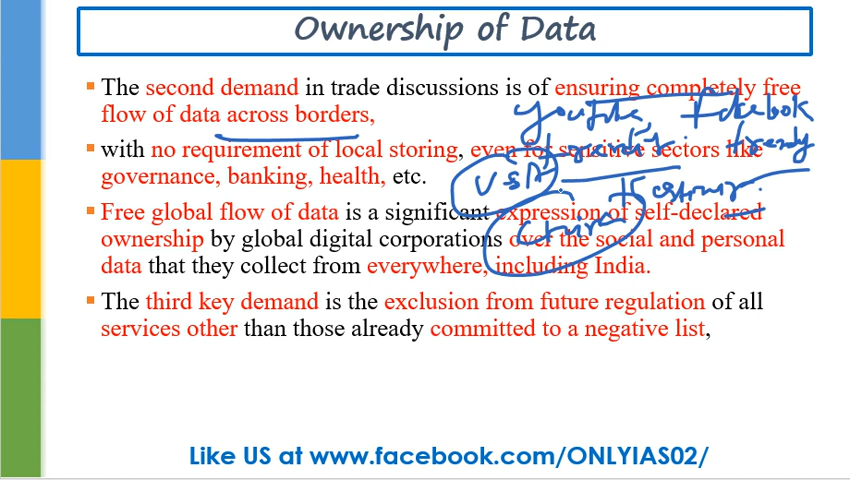 Ownership of Data
The second demand in trade discussions is of ensuring completely free
flow of data across borders,
Youtube, Facebook
with no requirement of local storing, even for sensitive sectors like
governance, banking, health, etc.
USA
Free global flow of data is a significant expression of self-declared
ownership by global digital corporations over the social and personal
China
data that they collect from everywhere, including India.
The third key demand is the exclusion from future regulation of all
services other than those already committed to a negative list,
Like US at www.facebook.com/ONLYIAS02/